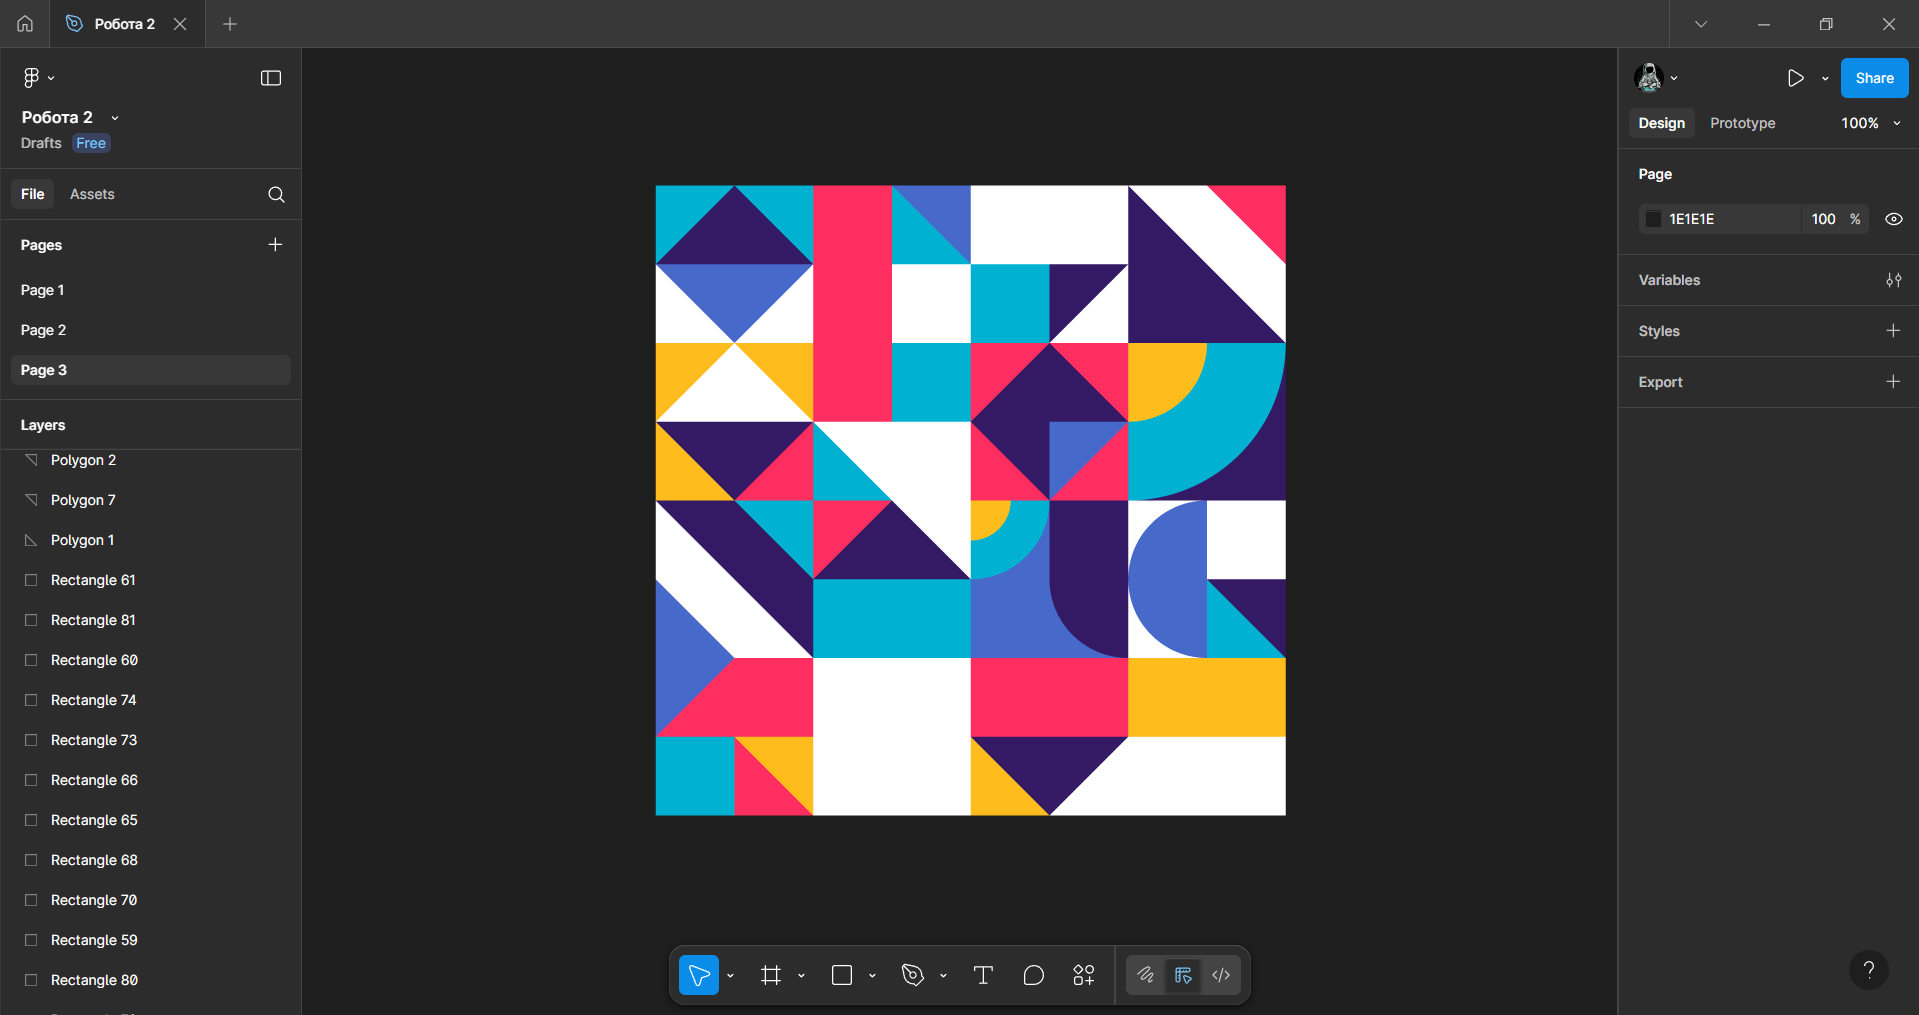 Робота 2
Робота 2
Drafts Free
File Assets
Pages
Page 1
Page 2
Page 3
Layers
Polygon 2
Polygon 7
Polygon 1
Rectangle 61
Rectangle 81
Rectangle 60
Rectangle 74
Rectangle 73
Rectangle 66
Rectangle 65
Rectangle 68
Rectangle 70
Rectangle 59
Rectangle 80
Share
Design Prototype 100%
Page
1E1E1E 100 %
Variables
Styles
Export
?